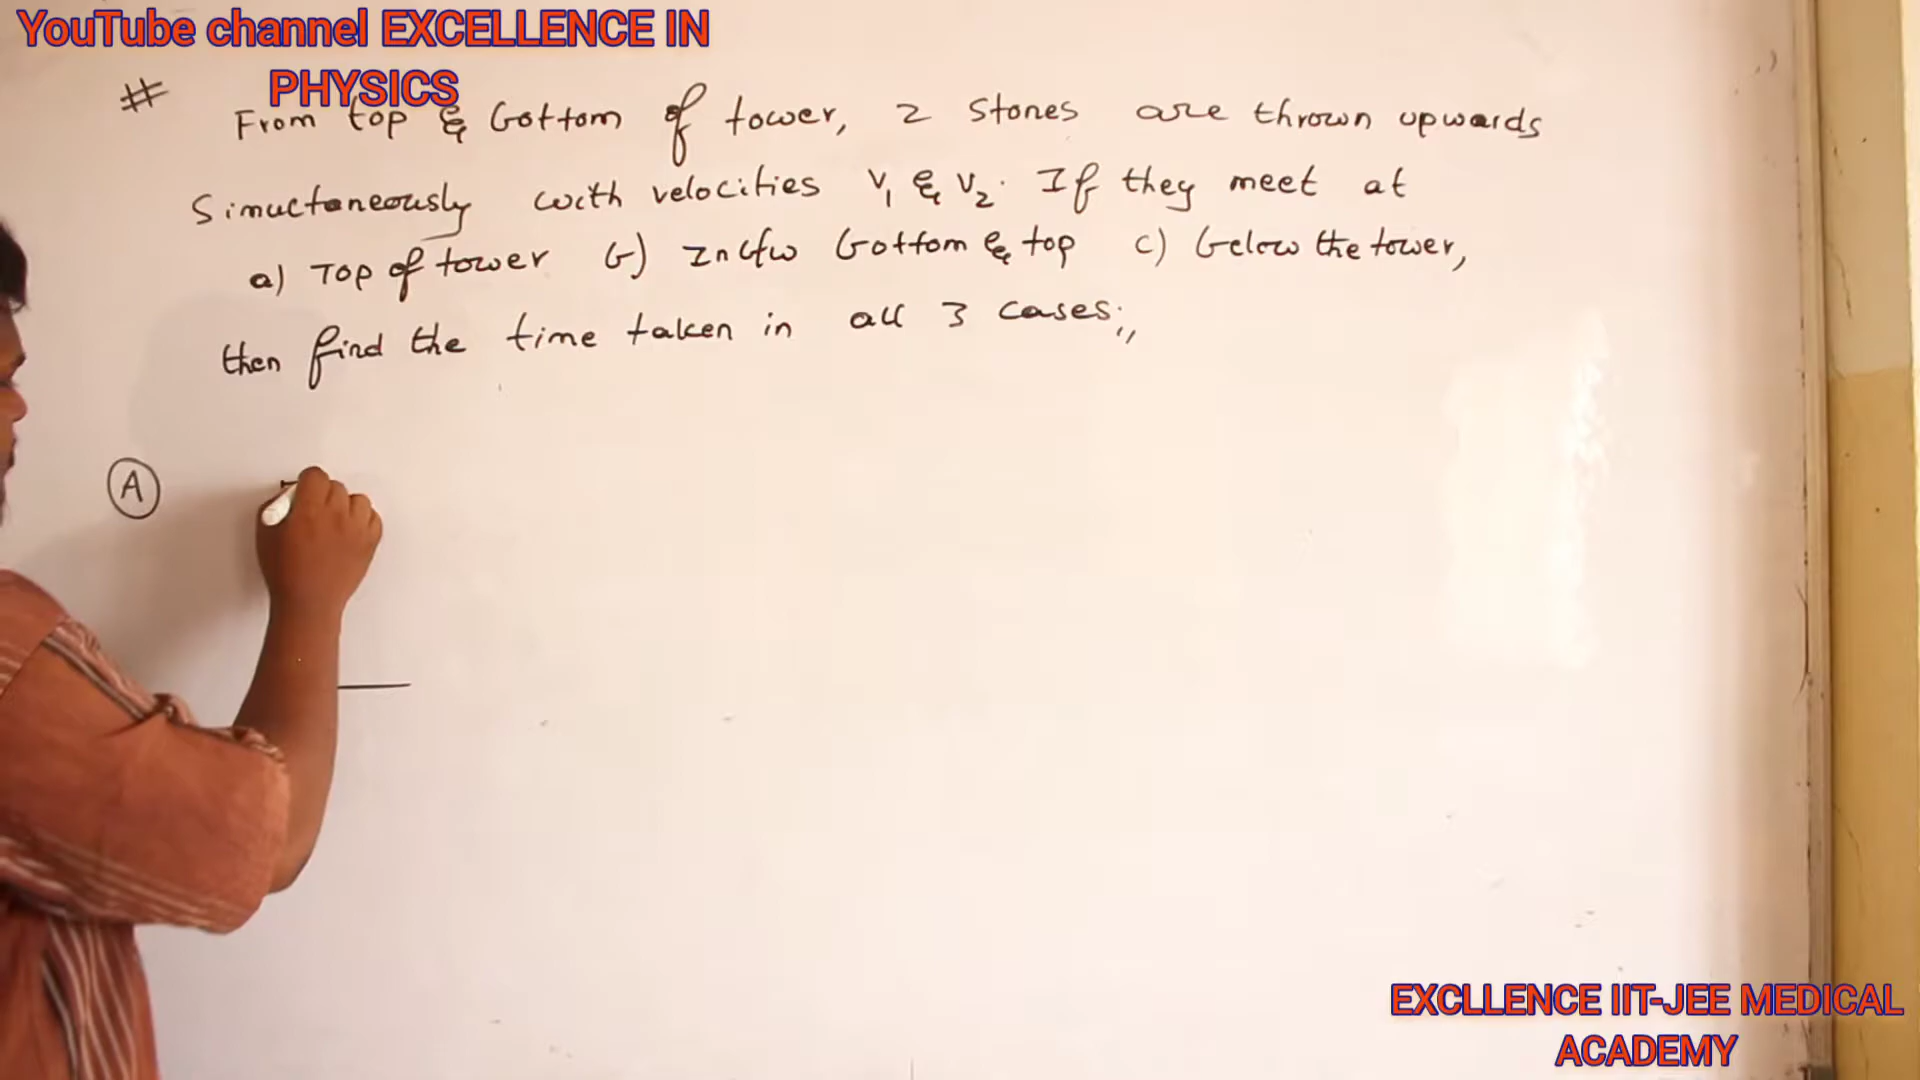 YouTube channel EXCELLENCE IN
PHYSICS
# From top & bottom of tower, 2 stones are thrown upwards
Simuctaneously with velocities V₁ & V₂. If they meet at
a) Top of tower b) Inbtw bottom & top c) below the tower,
then find the time taken in all 3 cases.,,
A
EXCLLENCE IIT-JEE MEDICAL
ACADEMY